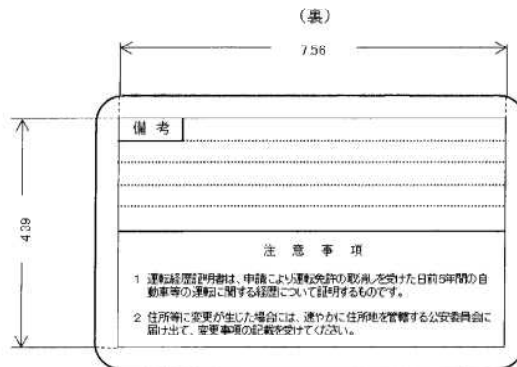 (裏)
7.56
備考
4.39
注意事項
1 運転経歴証明書は、申請により運転免許の取消しを受けた日前5年間の自
動車等の運転に関する経歴について証明するものです。
2 住所等に変更が生じた場合には、速やかに住所地を管轄する公安委員会に
届け出て、変更事項の記載を受けてください。